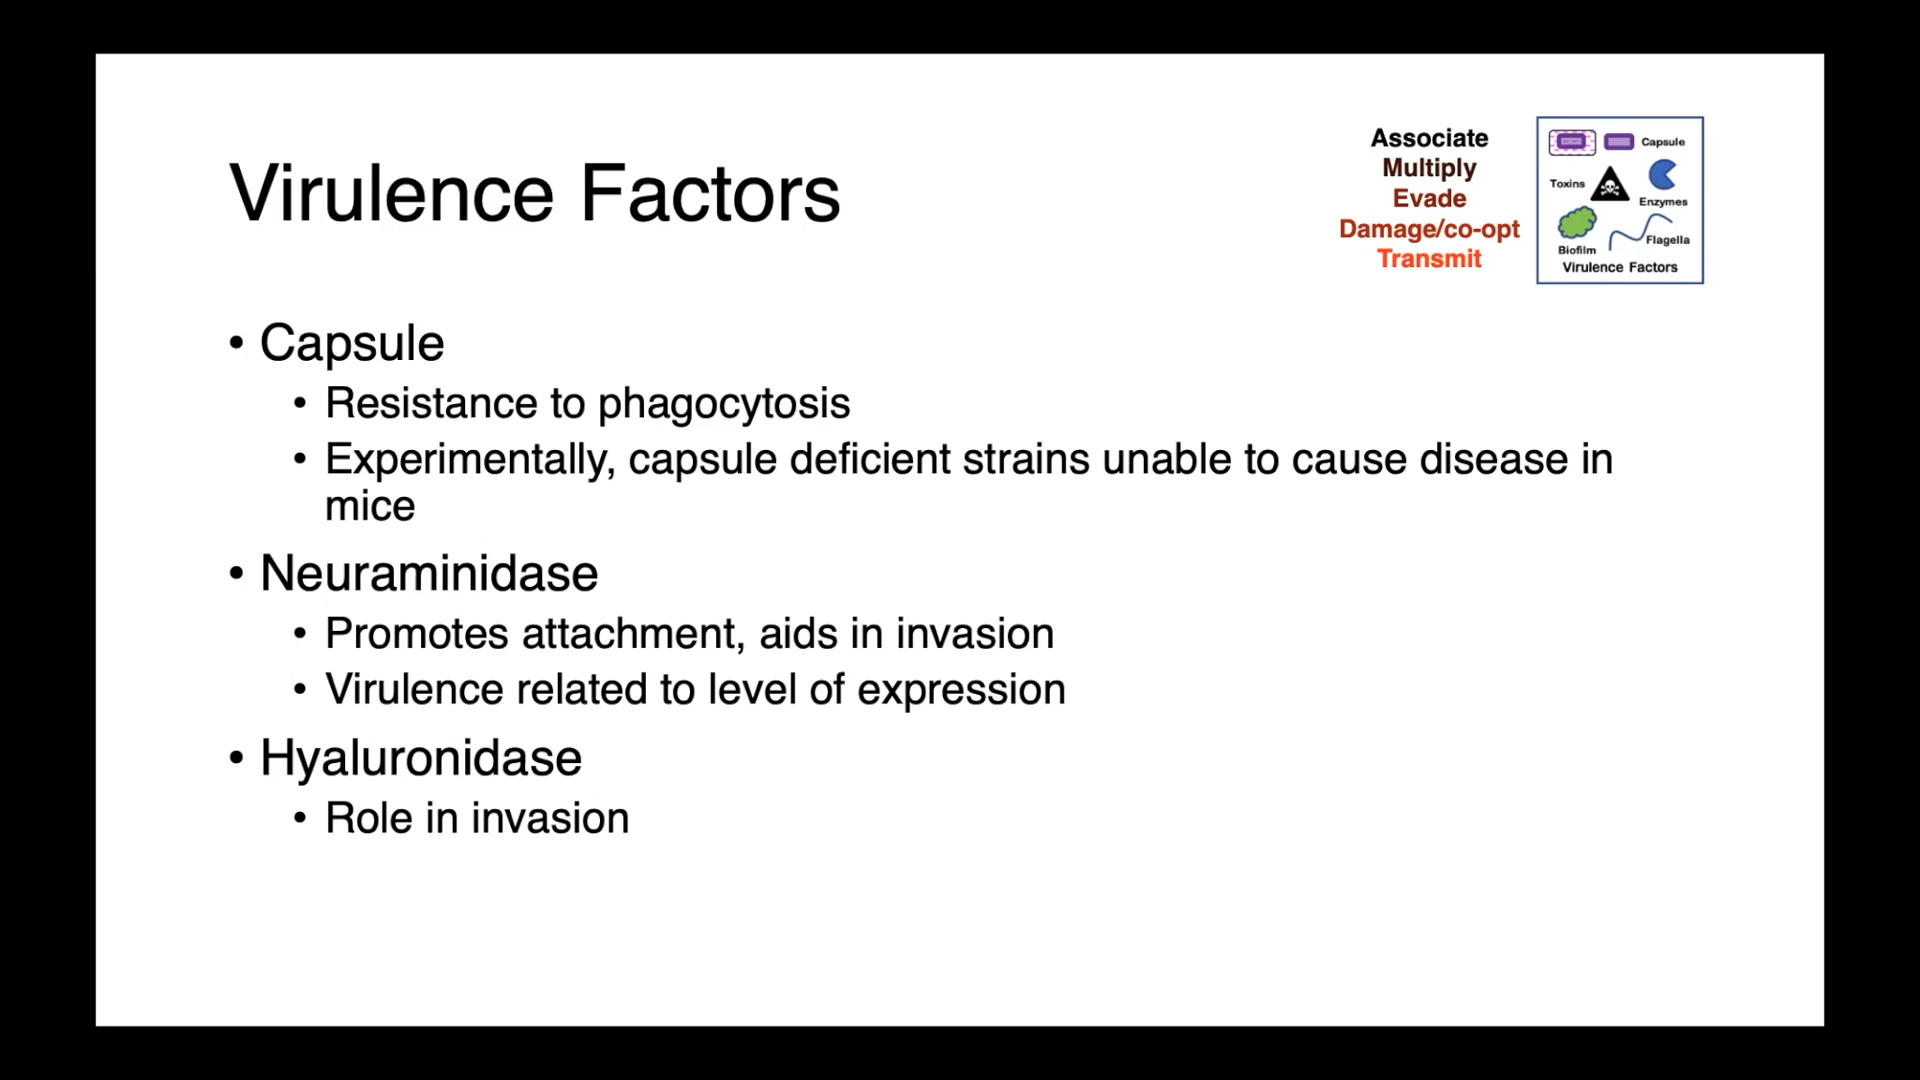 Virulence Factors
Associate
Multiply
Evade
Damage/co-opt
Transmit
Capsule
Toxins
Enzymes
Biofilm
Flagella
Virulence Factors
• Capsule
• Resistance to phagocytosis
• Experimentally, capsule deficient strains unable to cause disease in
mice
• Neuraminidase
• Promotes attachment, aids in invasion
• Virulence related to level of expression
• Hyaluronidase
• Role in invasion